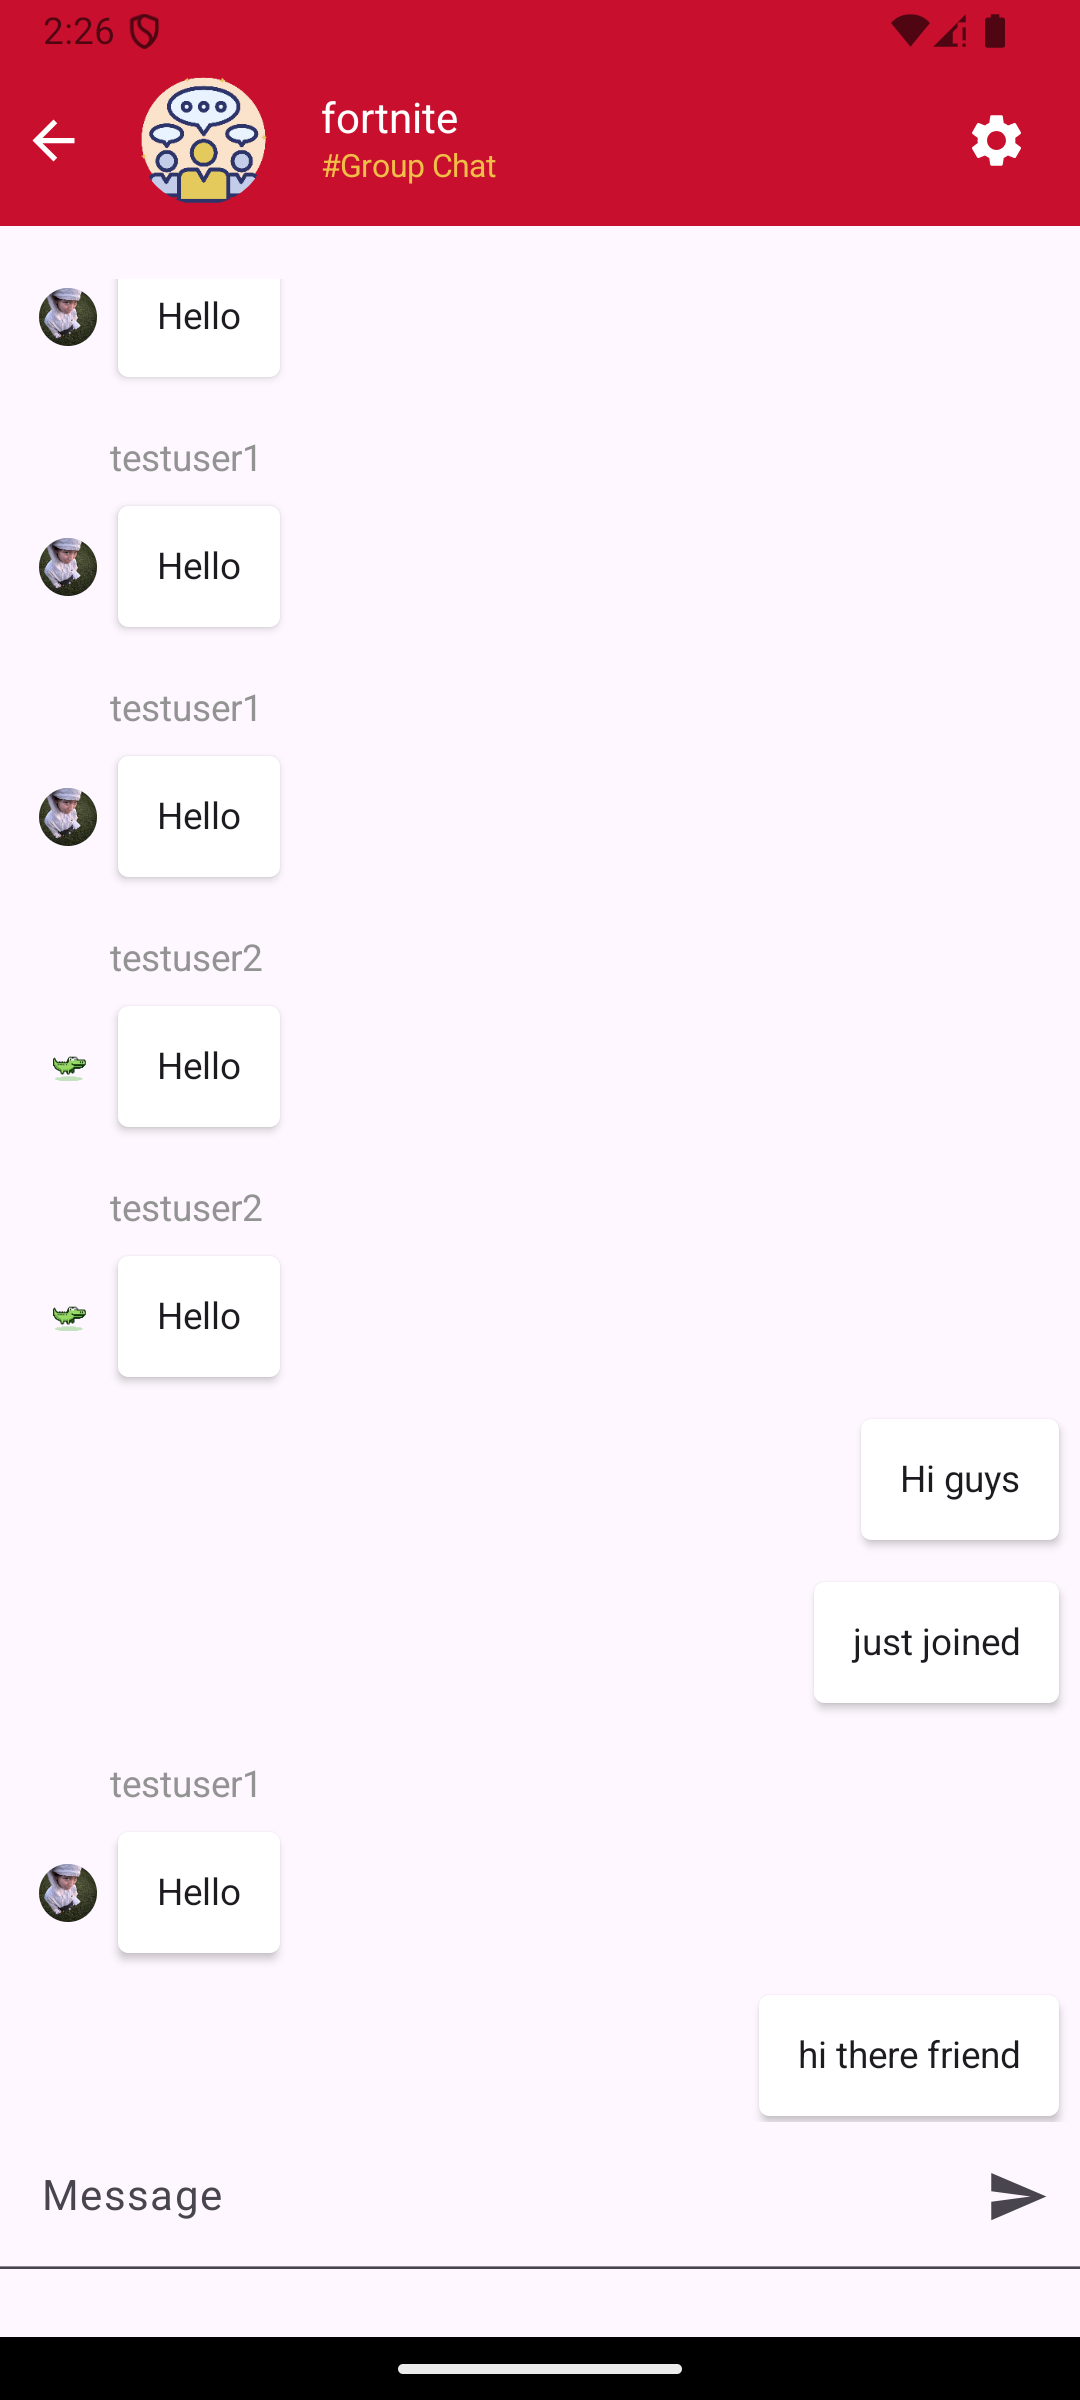 2:26
fortnite
#Group Chat
Hello
testuser1
Hello
testuser1
Hello
testuser2
Hello
testuser2
Hello
Hi guys
just joined
testuser1
Hello
hi there friend
Message